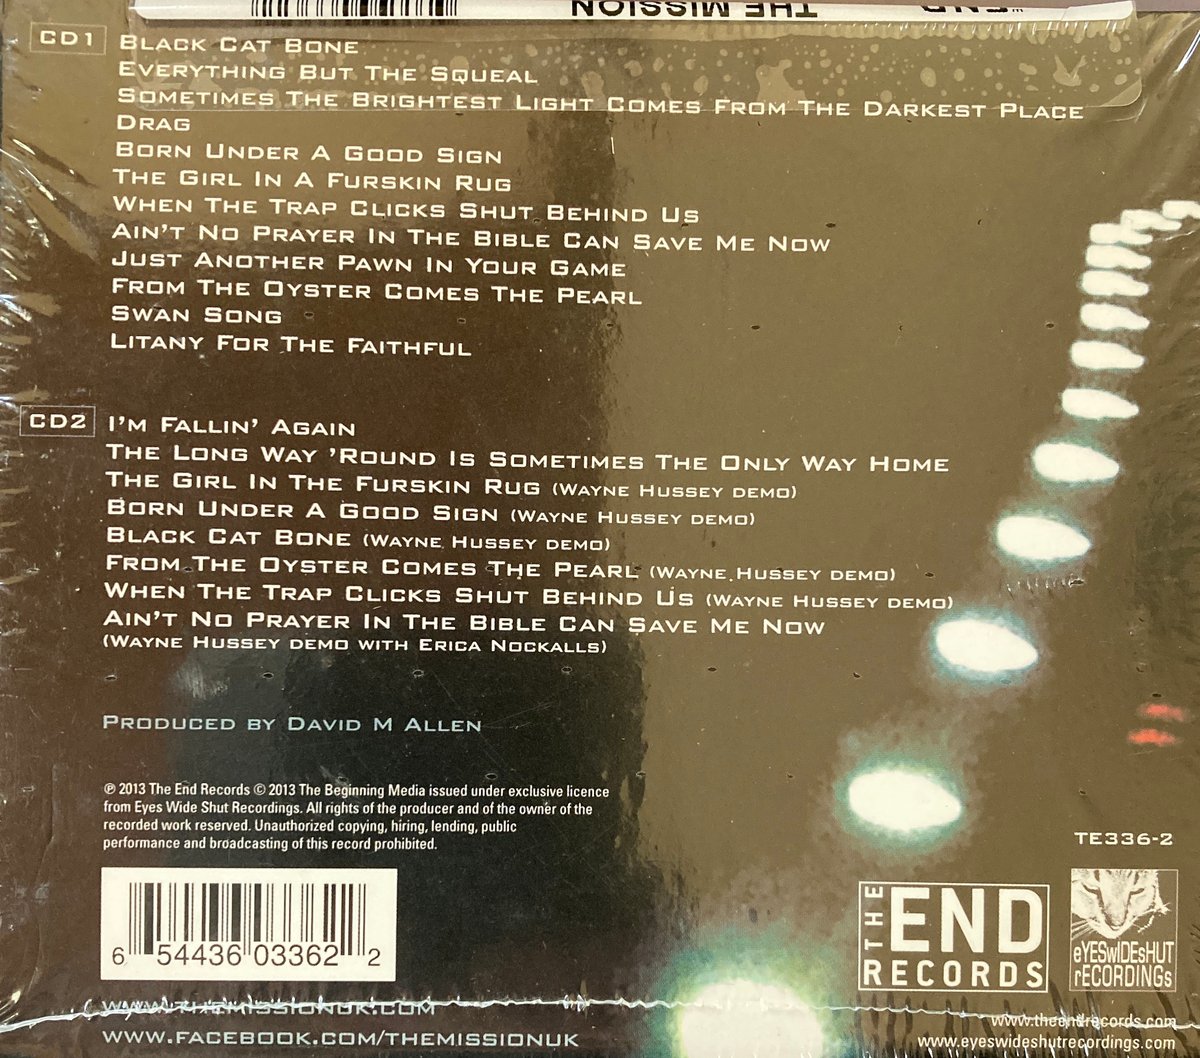 THE MISSION
END
CD1
BLACK CAT BONE
EVERYTHING BUT THE SQUEAL
SOMETIMES THE BRIGHTEST LIGHT COMES FROM THE DARKEST PLACE
DRAG
BORN UNDER A GOOD SIGN
THE GIRL IN A FURSKIN RUG
WHEN THE TRAP CLICKS SHUT BEHIND US
AIN'T NO PRAYER IN THE BIBLE CAN SAVE ME NOW
JUST ANOTHER PAWN IN YOUR GAME
FROM THE OYSTER COMES THE PEARL
SWAN SONG
LITANY FOR THE FAITHFUL
CD2
I'M FALLIN' AGAIN
THE LONG WAY 'ROUND IS SOMETIMES THE ONLY WAY HOME
THE GIRL IN THE FURSKIN RUG (WAYNE HUSSEY DEMO)
BORN UNDER A GOOD SIGN (WAYNE HUSSEY DEMO)
BLACK CAT BONE (WAYNE HUSSEY DEMO)
FROM THE OYSTER COMES THE PEARL (WAYNE HUSSEY DEMO)
WHEN THE TRAP CLICKS SHUT BEHIND US (WAYNE HUSSEY DEMO)
AIN'T NO PRAYER IN THE BIBLE CAN SAVE ME NOW
(WAYNE HUSSEY DEMO WITH ERICA NOCKALLS)
PRODUCED BY DAVID M ALLEN
℗ 2013 The End Records © 2013 The Beginning Media issued under exclusive licence
from Eyes Wide Shut Recordings. All rights of the producer and of the owner of the
recorded work reserved. Unauthorized copying, hiring, lending, public
performance and broadcasting of this record prohibited.
TE336-2
THE END RECORDS
eYESwIDEsHUT
rECORDINGs
6 54436 03362 2
WWW.THEMISSIONUK.COM
WWW.FACEBOOK.COM/THEMISSIONUK
www.theendrecords.com
www.eyeswideshutrecordings.com